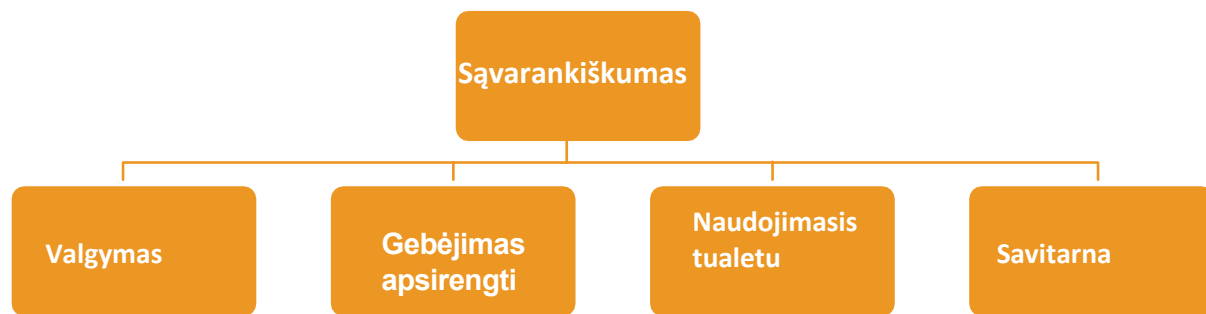 Sąvarankiškumas
Valgymas
Gebėjimas
apsirengti
Naudojimasis
tualetu
Savitarna